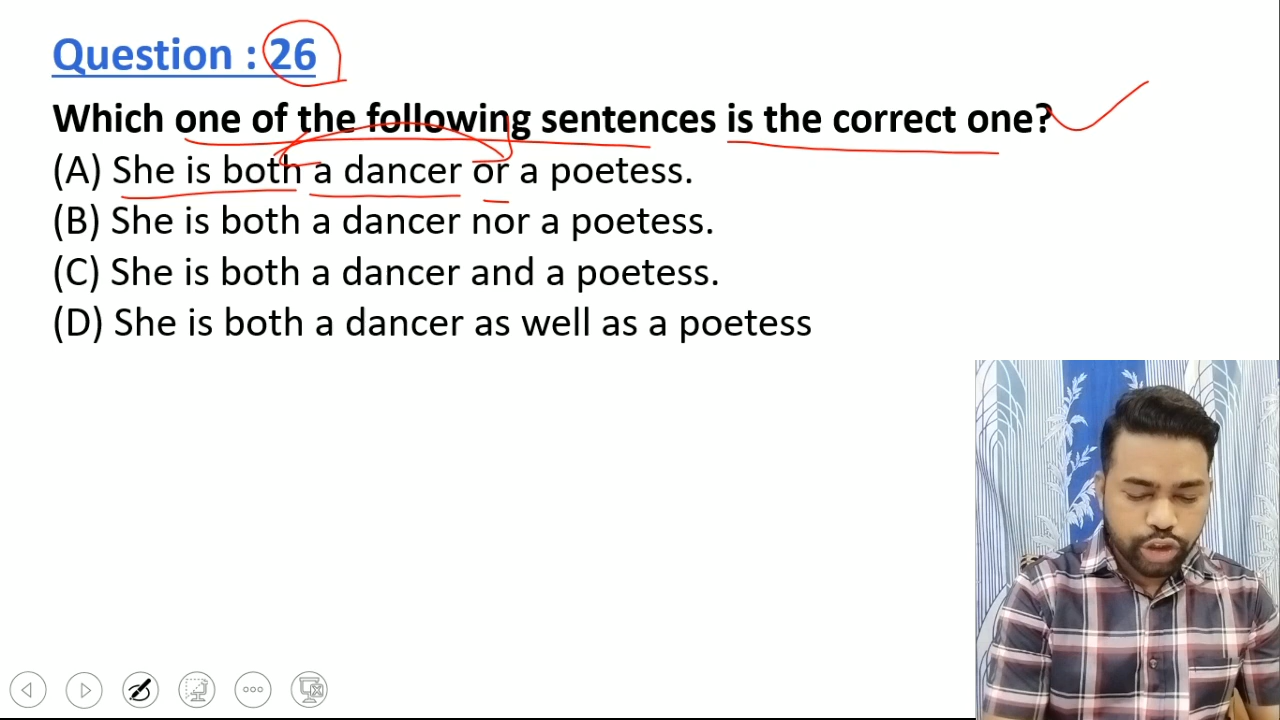 Question : 26
Which one of the following sentences is the correct one?
(A) She is both a dancer or a poetess.
(B) She is both a dancer nor a poetess.
(C) She is both a dancer and a poetess.
(D) She is both a dancer as well as a poetess